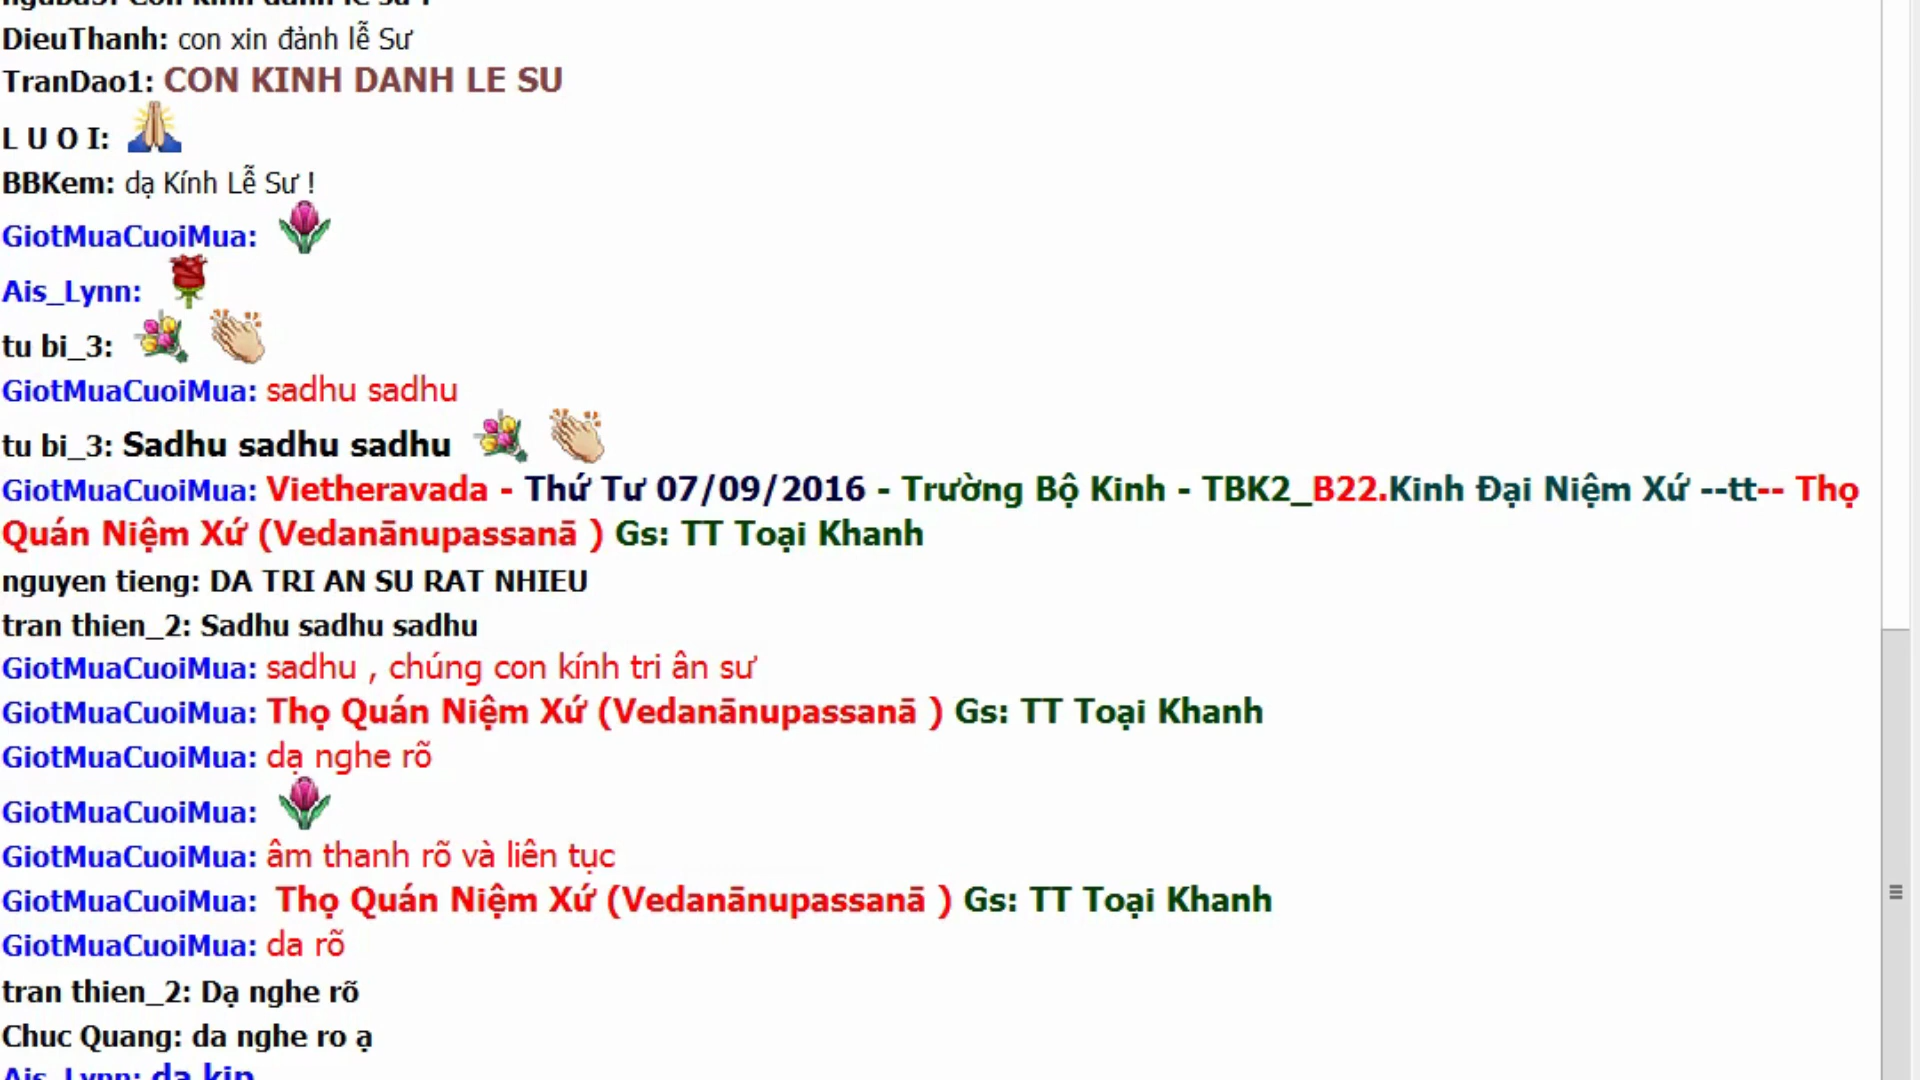 DieuThanh: con xin đảnh lễ Sư
TranDao1: CON KINH DANH LE SU
L U O I:
BBKem: dạ Kính Lễ Sư !
GiotMuaCuoiMua:
Ais_Lynn:
tu bi_3:
GiotMuaCuoiMua: sadhu sadhu
tu bi_3: Sadhu sadhu sadhu
GiotMuaCuoiMua: Vietheravada - Thứ Tư 07/09/2016 - Trường Bộ Kinh - TBK2_B22.Kinh Đại Niệm Xứ --tt-- Thọ
Quán Niệm Xứ (Vedanānupassanā ) Gs: TT Toại Khanh
nguyen tieng: DA TRI AN SU RAT NHIEU
tran thien_2: Sadhu sadhu sadhu
GiotMuaCuoiMua: sadhu , chúng con kính tri ân sư
GiotMuaCuoiMua: Thọ Quán Niệm Xứ (Vedanānupassanā ) Gs: TT Toại Khanh
GiotMuaCuoiMua: dạ nghe rõ
GiotMuaCuoiMua:
GiotMuaCuoiMua: âm thanh rõ và liên tục
GiotMuaCuoiMua: Thọ Quán Niệm Xứ (Vedanānupassanā ) Gs: TT Toại Khanh
GiotMuaCuoiMua: da rõ
tran thien_2: Dạ nghe rõ
Chuc Quang: da nghe ro ạ
Ais_Lynn: